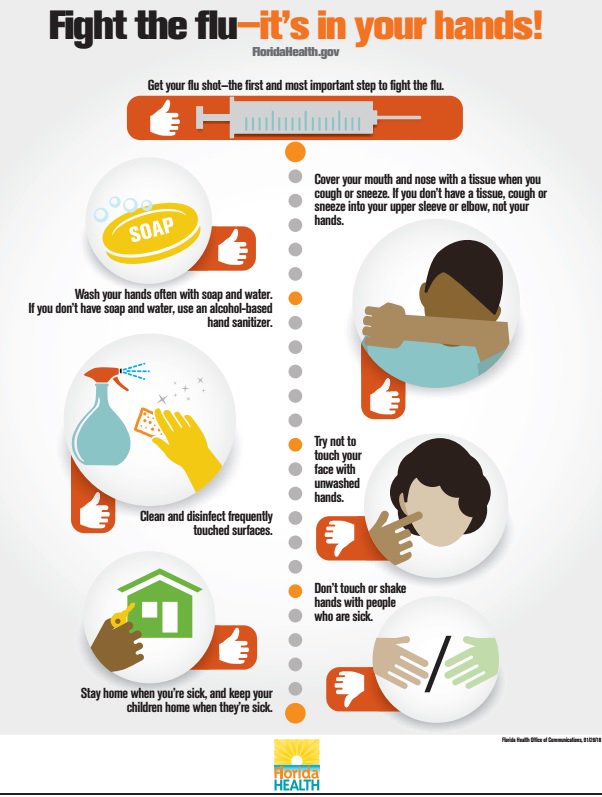 Fight the flu–it's in your hands!
FloridaHealth.gov
Get your flu shot–the first and most important step to fight the flu.
Cover your mouth and nose with a tissue when you
cough or sneeze. If you don't have a tissue, cough or
sneeze into your upper sleeve or elbow, not your
hands.
SOAP
Wash your hands often with soap and water.
If you don't have soap and water, use an alcohol-based
hand sanitizer.
Try not to
touch your
face with
unwashed
hands.
Clean and disinfect frequently
touched surfaces.
Don't touch or shake
hands with people
who are sick.
Stay home when you're sick, and keep your
children home when they're sick.
Florida Health Office of Communications, 01/29/18
Florida
HEALTH